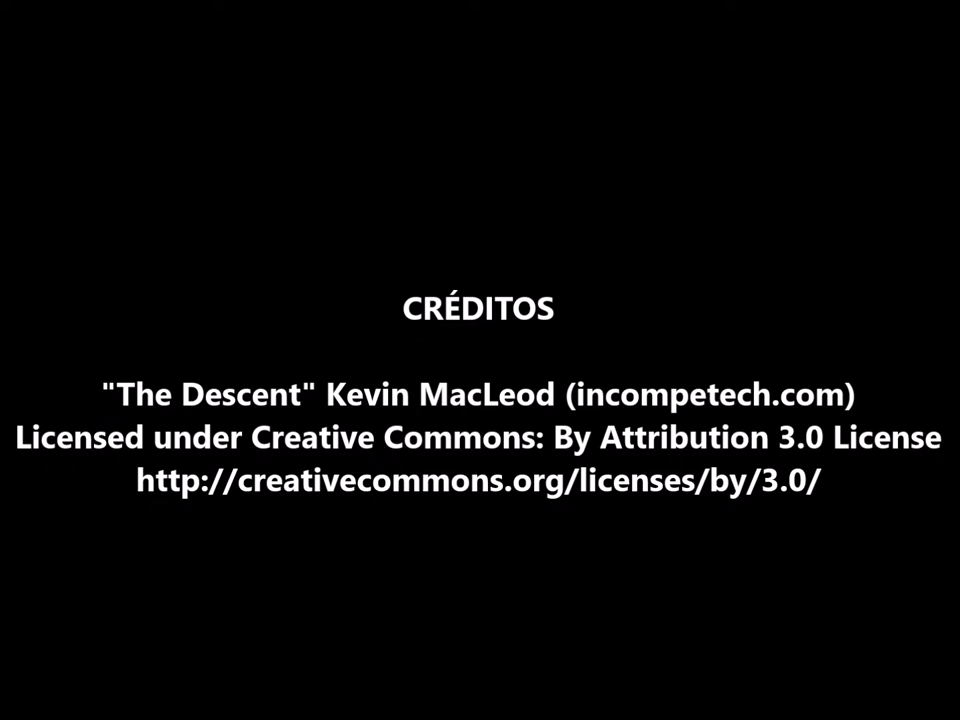 CRÉDITOS
"The Descent" Kevin MacLeod (incompetech.com)
Licensed under Creative Commons: By Attribution 3.0 License
http://creativecommons.org/licenses/by/3.0/